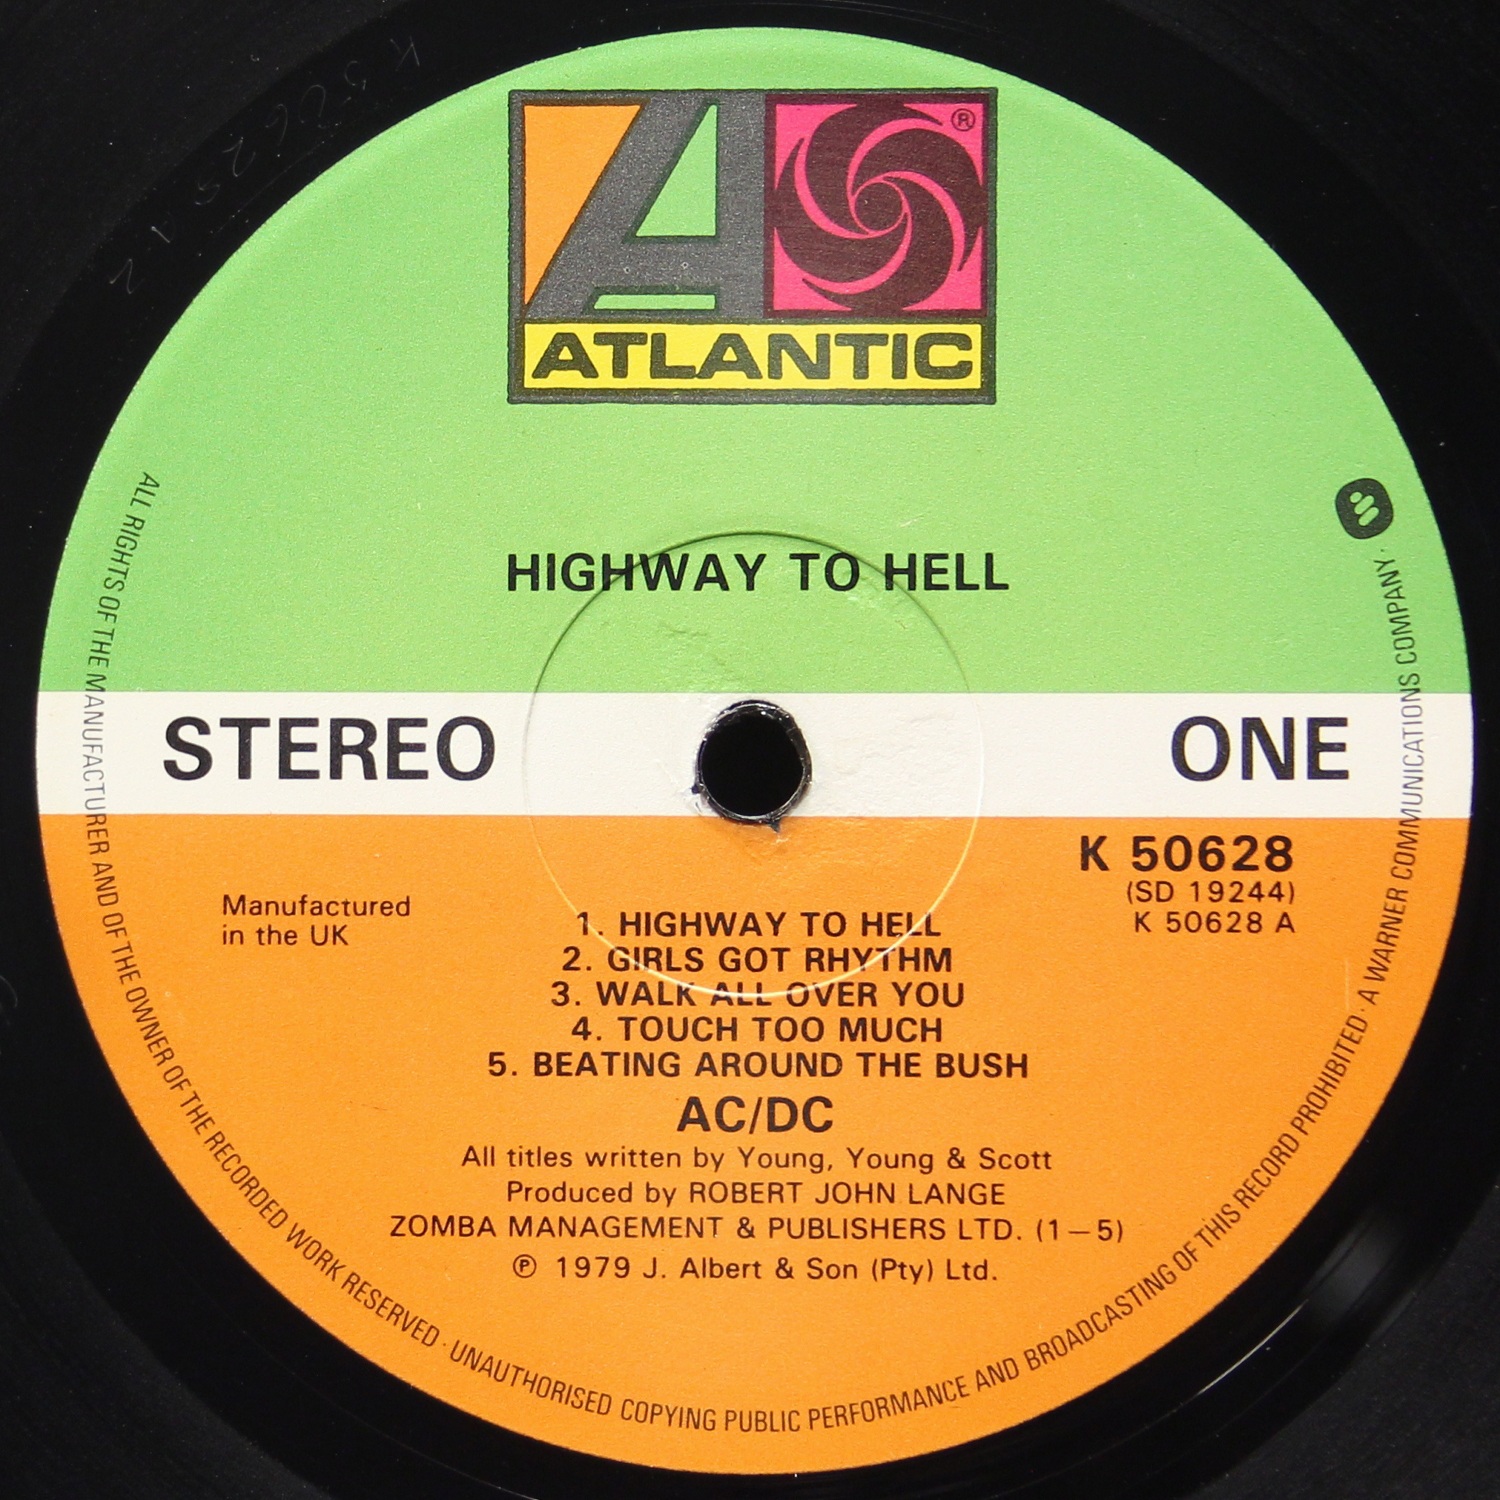 K 50628 A 2
ATLANTIC
®
HIGHWAY TO HELL
STEREO
ONE
K 50628
(SD 19244)
K 50628 A
Manufactured
in the UK
1. HIGHWAY TO HELL
2. GIRLS GOT RHYTHM
3. WALK ALL OVER YOU
4. TOUCH TOO MUCH
5. BEATING AROUND THE BUSH
AC/DC
All titles written by Young, Young & Scott
Produced by ROBERT JOHN LANGE
ZOMBA MANAGEMENT & PUBLISHERS LTD. (1—5)
℗ 1979 J. Albert & Son (Pty) Ltd.
ALL RIGHTS OF THE MANUFACTURER AND OF THE OWNER OF THE RECORDED WORK RESERVED · UNAUTHORISED COPYING PUBLIC PERFORMANCE AND BROADCASTING OF THIS RECORD PROHIBITED · A WARNER COMMUNICATIONS COMPANY ·